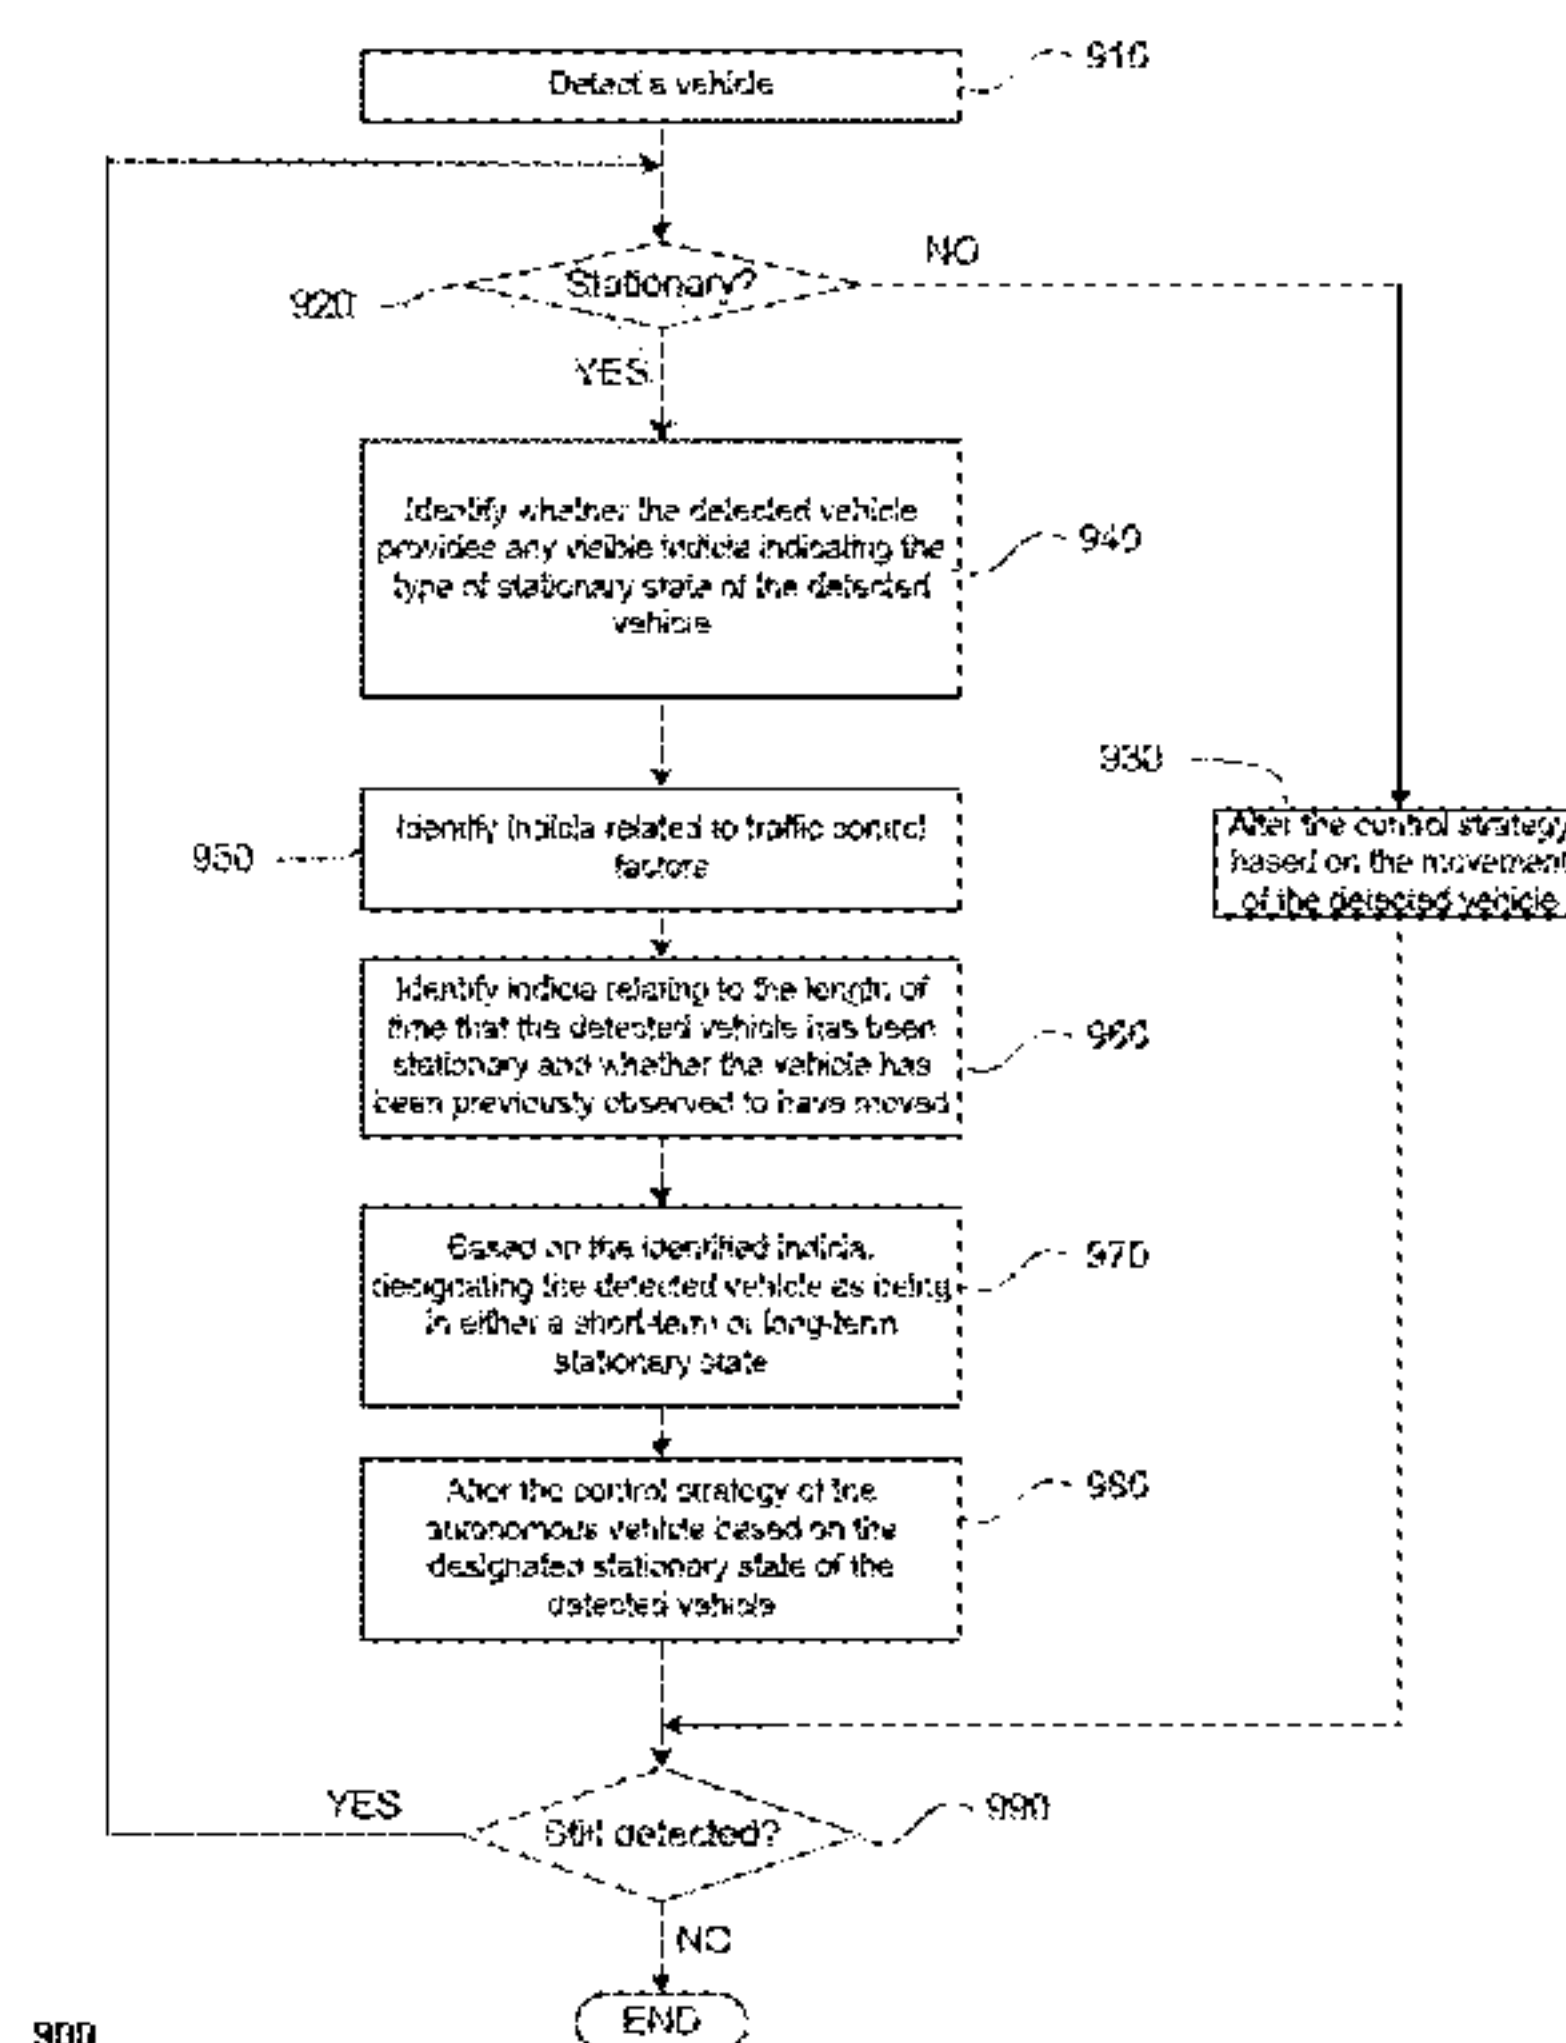 Detect a vehicle
910
Stationary?
920
NO
YES
Identify whether the detected vehicle
provides any visible indicia indicating the
type of stationary state of the detected
vehicle
940
930
Alter the control strategy
based on the movement
of the detected vehicle
Identify indicia related to traffic control
factors
950
Identify indicia relating to the length of
time that the detected vehicle has been
stationary and whether the vehicle has
been previously observed to have moved
960
Based on the identified indicia,
designating the detected vehicle as being
in either a short-term or long-term
stationary state
970
Alter the control strategy of the
autonomous vehicle based on the
designated stationary state of the
detected vehicle
980
YES
Still detected?
990
NO
END
900